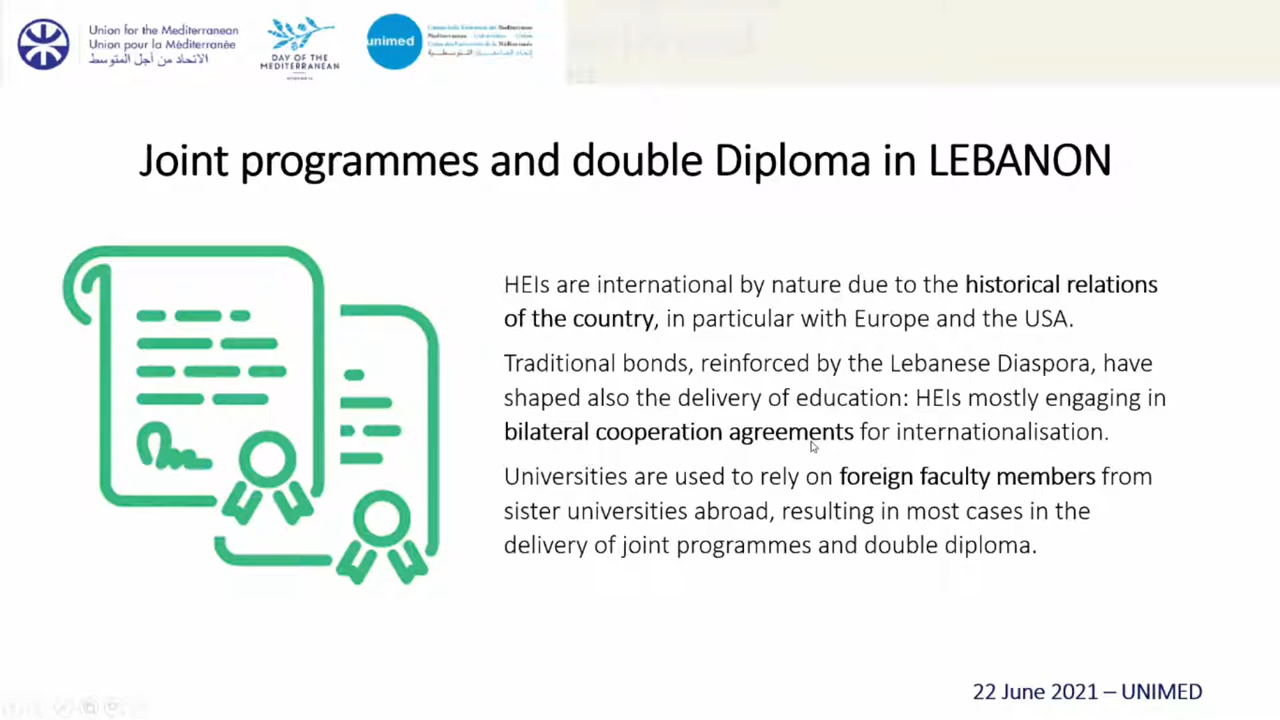 Union for the Mediterranean
Union pour la Méditerranée
الاتحاد من أجل المتوسط
DAY OF THE
MEDITERRANEAN
unimed
Joint programmes and double Diploma in LEBANON
HEIs are international by nature due to the historical relations
of the country, in particular with Europe and the USA.
Traditional bonds, reinforced by the Lebanese Diaspora, have
shaped also the delivery of education: HEIs mostly engaging in
bilateral cooperation agreements for internationalisation.
Universities are used to rely on foreign faculty members from
sister universities abroad, resulting in most cases in the
delivery of joint programmes and double diploma.
22 June 2021 – UNIMED